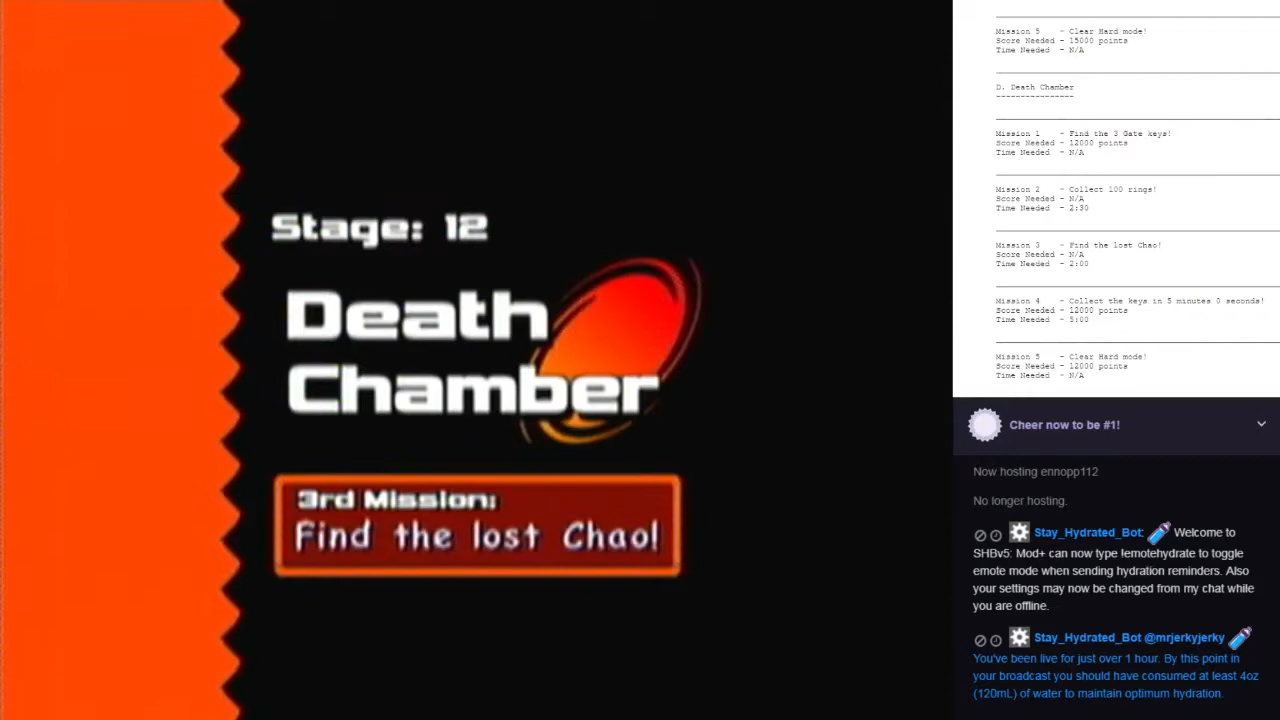 Stage: 12
Death
Chamber
3rd Mission:
Find the lost Chao!
Mission 5 - Clear Hard mode!
Score Needed - 15000 points
Time Needed - N/A
D. Death Chamber
----------------
Mission 1 - Find the 3 Gate keys!
Score Needed - 12000 points
Time Needed - N/A
Mission 2 - Collect 100 rings!
Score Needed - N/A
Time Needed - 2:30
Mission 3 - Find the lost Chao!
Score Needed - N/A
Time Needed - 2:00
Mission 4 - Collect the keys in 5 minutes 0 seconds!
Score Needed - 12000 points
Time Needed - 5:00
Mission 5 - Clear Hard mode!
Score Needed - 12000 points
Time Needed - N/A
Cheer now to be #1!
Now hosting ennopp112
No longer hosting.
Stay_Hydrated_Bot: Welcome to
SHBv5: Mod+ can now type !emotehydrate to toggle
emote mode when sending hydration reminders. Also
your settings may now be changed from my chat while
you are offline.
Stay_Hydrated_Bot @mrjerkyjerky
You've been live for just over 1 hour. By this point in
your broadcast you should have consumed at least 4oz
(120mL) of water to maintain optimum hydration.